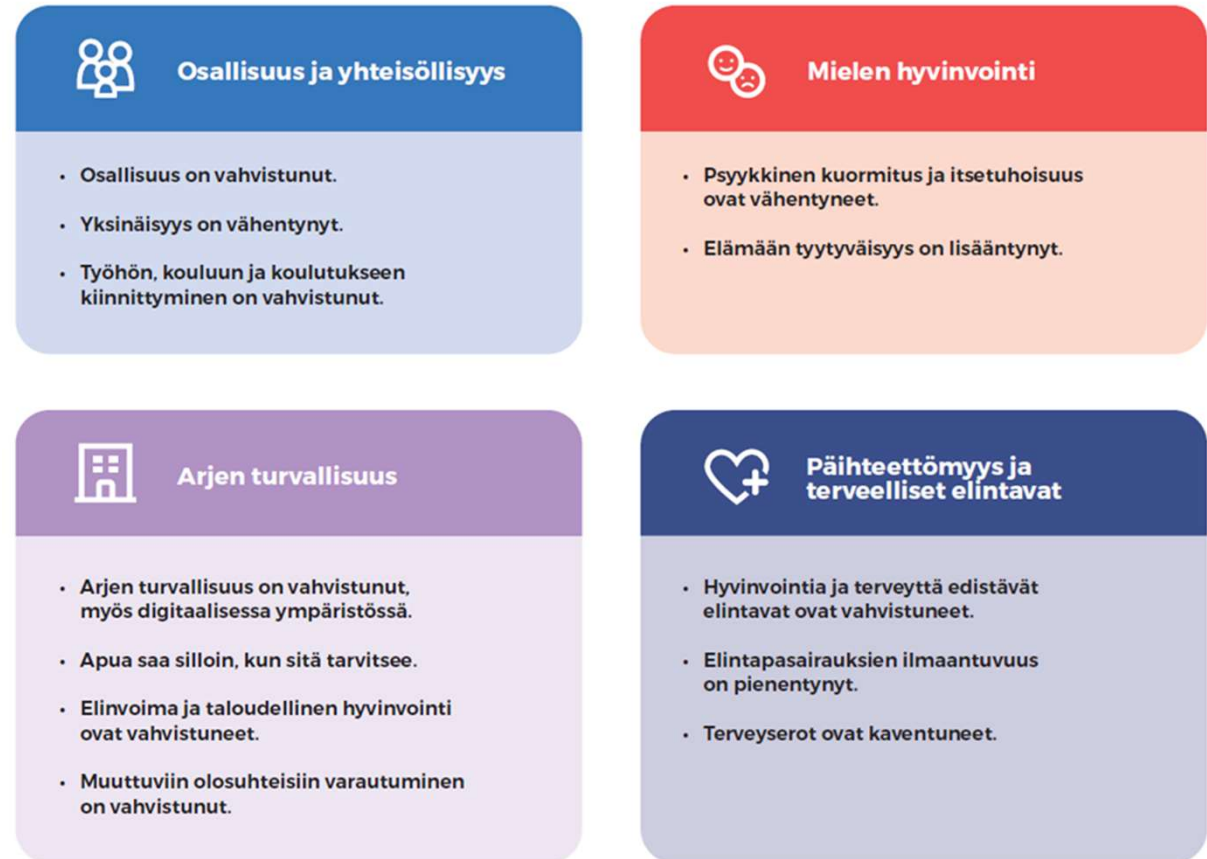 Osallisuus ja yhteisöllisyys
• Osallisuus on vahvistunut.
• Yksinäisyys on vähentynyt.
• Työhön, kouluun ja koulutukseen
kiinnittyminen on vahvistunut.
Mielen hyvinvointi
• Psyykkinen kuormitus ja itsetuhoisuus
ovat vähentyneet.
• Elämään tyytyväisyys on lisääntynyt.
Arjen turvallisuus
• Arjen turvallisuus on vahvistunut,
myös digitaalisessa ympäristössä.
• Apua saa silloin, kun sitä tarvitsee.
• Elinvoima ja taloudellinen hyvinvointi
ovat vahvistuneet.
• Muuttuviin olosuhteisiin varautuminen
on vahvistunut.
Päihteettömyys ja
terveelliset elintavat
• Hyvinvointia ja terveyttä edistävät
elintavat ovat vahvistuneet.
• Elintapasairauksien ilmaantuvuus
on pienentynyt.
• Terveyserot ovat kaventuneet.